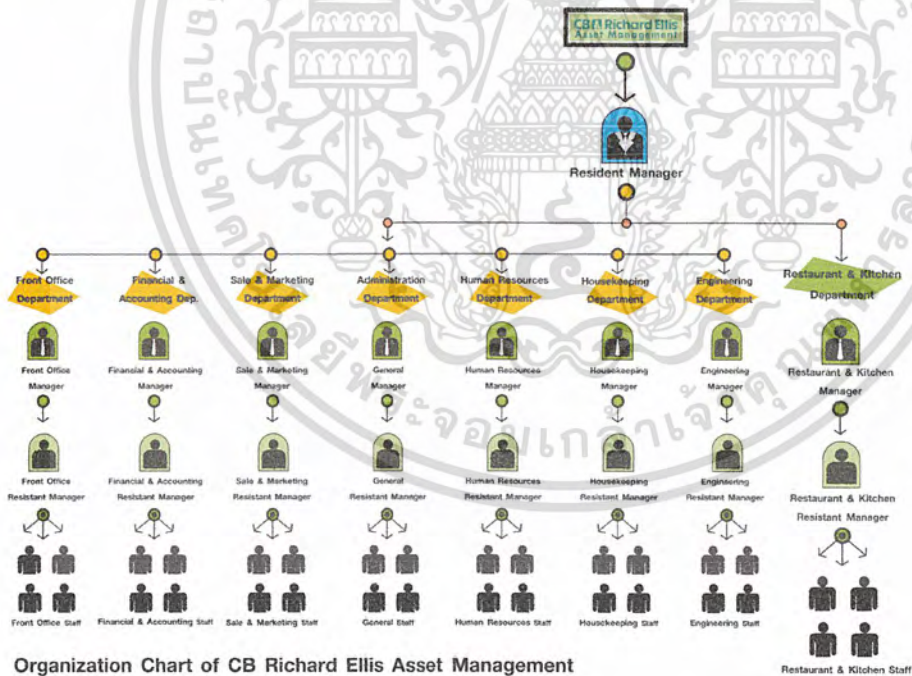 CB Richard Ellis
Asset Management
Resident Manager
Front Office
Department
Financial &
Accounting Dep.
Sale & Marketing
Department
Administration
Department
Human Resources
Department
Housekeeping
Department
Engineering
Department
Restaurant & Kitchen
Department
Front Office
Manager
Financial & Accounting
Manager
Sale & Marketing
Manager
General
Manager
Human Resources
Manager
Housekeeping
Manager
Engineering
Manager
Restaurant & Kitchen
Manager
Front Office
Resistant Manager
Financial & Accounting
Resistant Manager
Sale & Marketing
Resistant Manager
General
Resistant Manager
Human Resources
Resistant Manager
Housekeeping
Resistant Manager
Engineering
Resistant Manager
Restaurant & Kitchen
Resistant Manager
Front Office Staff
Financial & Accounting Staff
Sale & Marketing Staff
General Staff
Human Resources Staff
Housekeeping Staff
Engineering Staff
Restaurant & Kitchen Staff
Organization Chart of CB Richard Ellis Asset Management